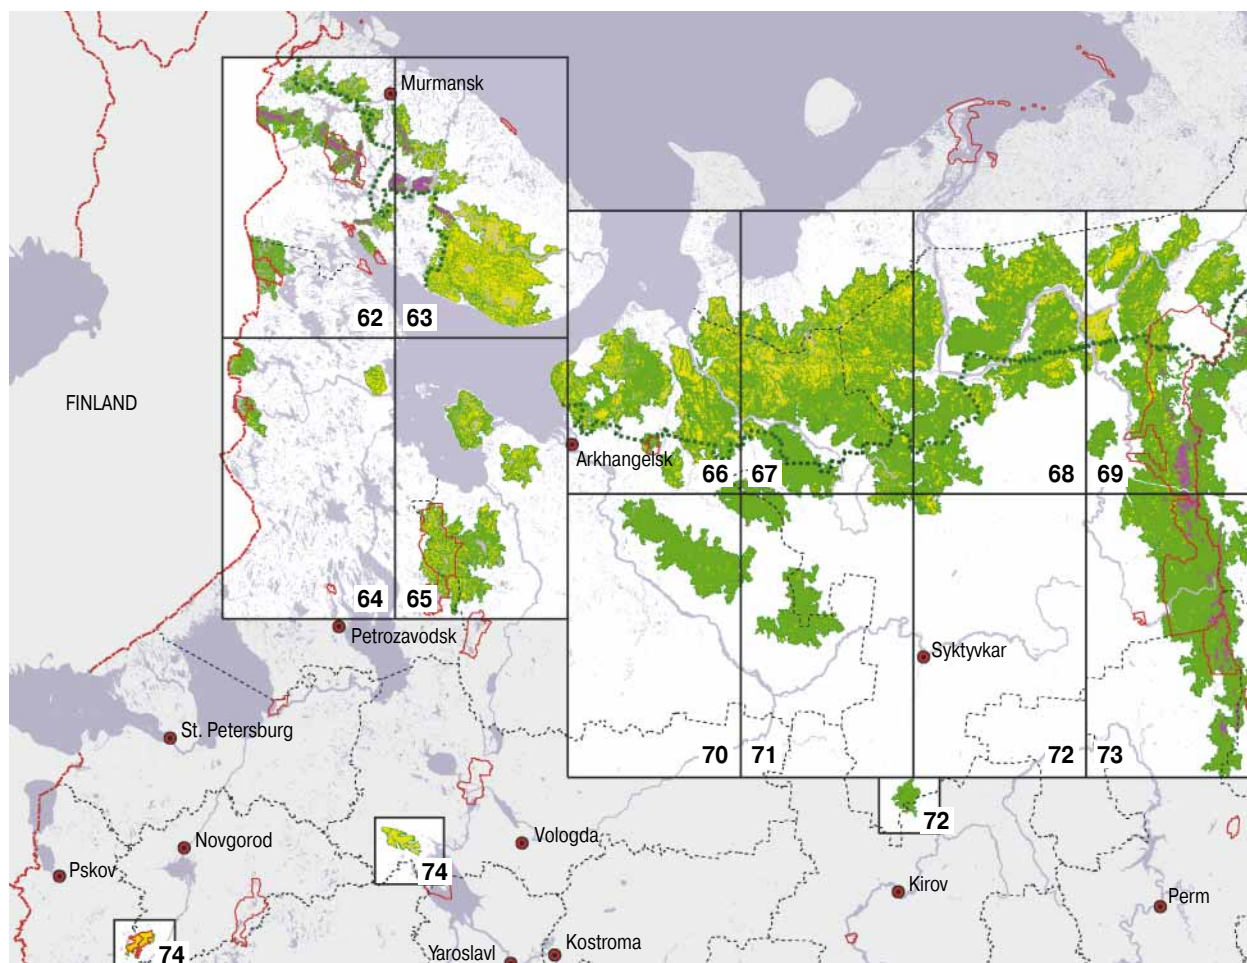 Murmansk
62
63
FINLAND
Arkhangelsk
66
67
68
69
64
65
Petrozavodsk
Syktyvkar
St. Petersburg
70
71
72
73
72
Novgorod
Vologda
74
Pskov
Kirov
Perm
74
Yaroslavl
Kostroma